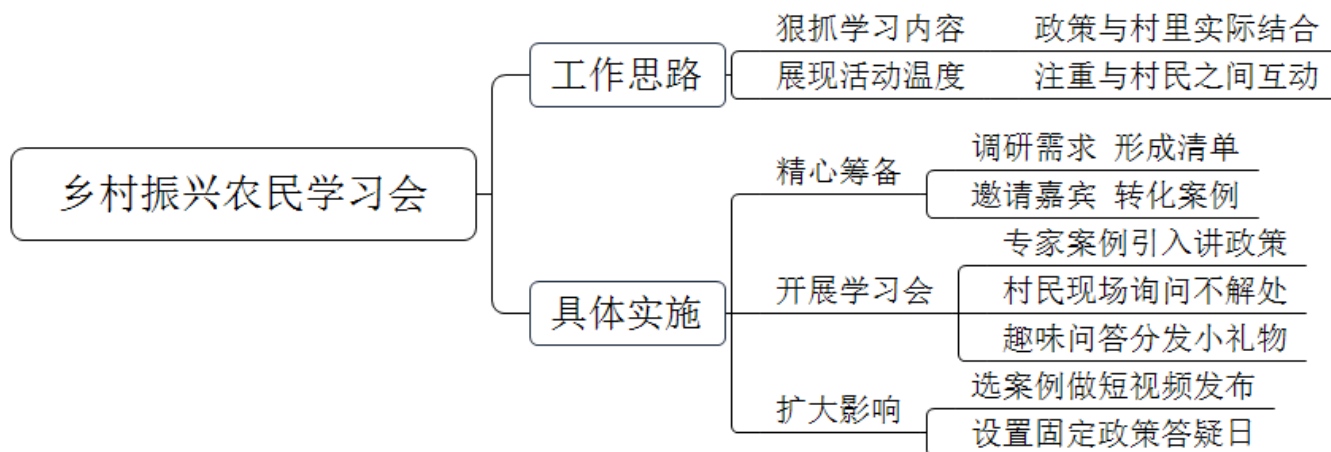 乡村振兴农民学习会
工作思路
狠抓学习内容 政策与村里实际结合
展现活动温度 注重与村民之间互动
具体实施
精心筹备
调研需求 形成清单
邀请嘉宾 转化案例
开展学习会
专家案例引入讲政策
村民现场询问不解处
趣味问答分发小礼物
扩大影响
选案例做短视频发布
设置固定政策答疑日